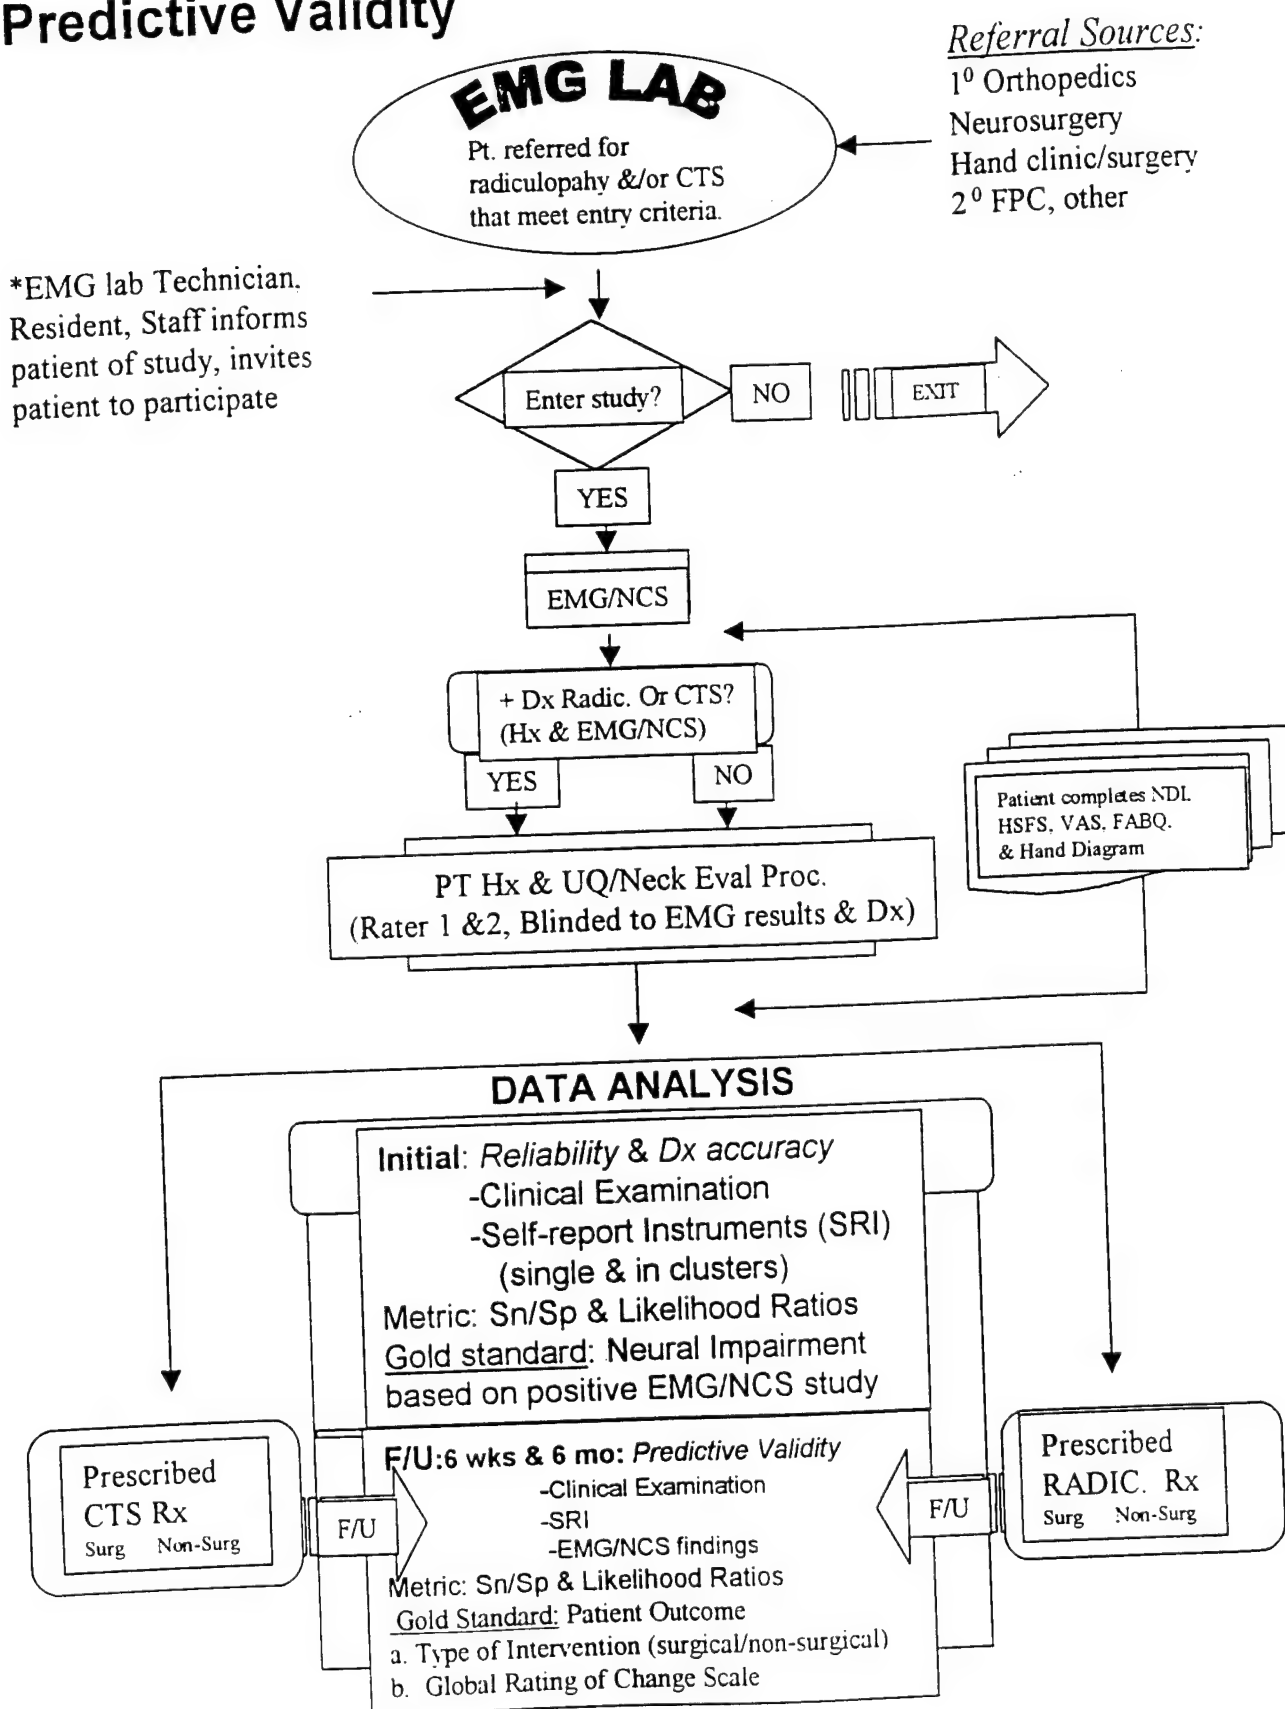 Predictive Validity
Referral Sources:
1⁰ Orthopedics
Neurosurgery
Hand clinic/surgery
2⁰ FPC, other
EMG LAB
Pt. referred for
radiculopahy &/or CTS
that meet entry criteria.
*EMG lab Technician.
Resident, Staff informs
patient of study, invites
patient to participate
Enter study?
NO
EXIT
YES
EMG/NCS
+ Dx Radic. Or CTS?
(Hx & EMG/NCS)
YES
NO
Patient completes NDI.
HSFS, VAS, FABQ.
& Hand Diagram
PT Hx & UQ/Neck Eval Proc.
(Rater 1 &2, Blinded to EMG results & Dx)
DATA ANALYSIS
Initial: Reliability & Dx accuracy
-Clinical Examination
-Self-report Instruments (SRI)
(single & in clusters)
Metric: Sn/Sp & Likelihood Ratios
Gold standard: Neural Impairment
based on positive EMG/NCS study
Prescribed
CTS Rx
Surg Non-Surg
F/U
F/U:6 wks & 6 mo: Predictive Validity
-Clinical Examination
-SRI
-EMG/NCS findings
Metric: Sn/Sp & Likelihood Ratios
Gold Standard: Patient Outcome
a. Type of Intervention (surgical/non-surgical)
b. Global Rating of Change Scale
F/U
Prescribed
RADIC. Rx
Surg Non-Surg